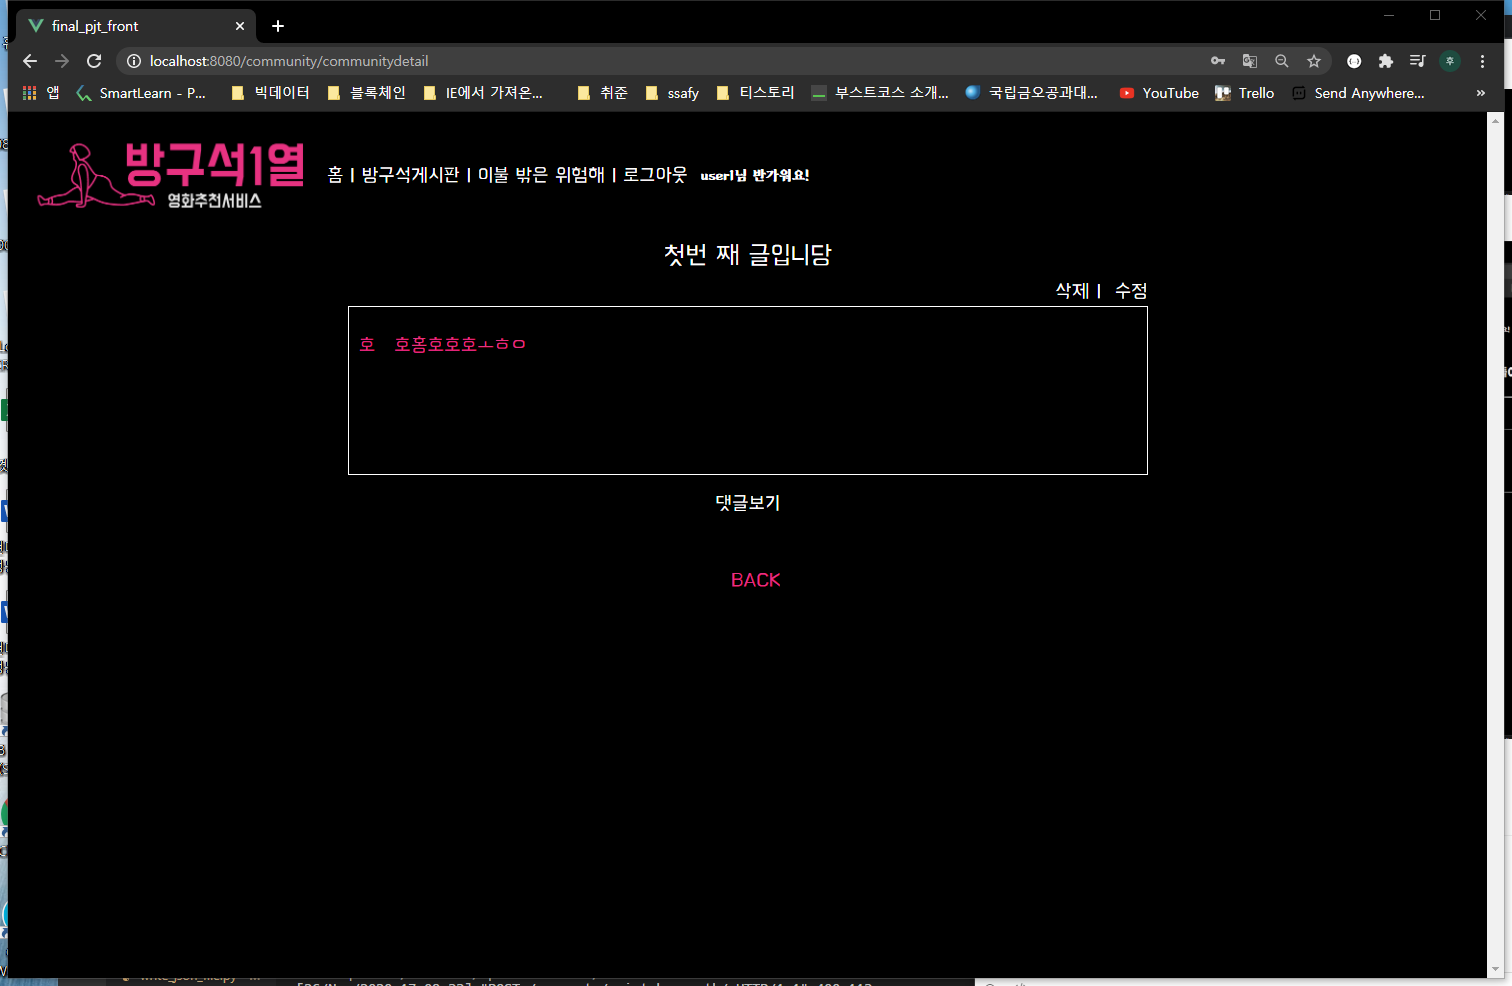 final_pjt_front
localhost:8080/community/communitydetail
앱 SmartLearn - P... 빅데이터 블록체인 IE에서 가져온... 취준 ssafy 티스토리 부스트코스 소개... 국립금오공과대... YouTube Trello Send Anywhere... »
방구석1열
영화추천서비스
홈 | 방구석게시판 | 이불 밖은 위험해 | 로그아웃 user1님 반가워요!
첫번 째 글입니당
삭제 | 수정
호 호홍호호호ㅗㅎㅁ
댓글보기
BACK